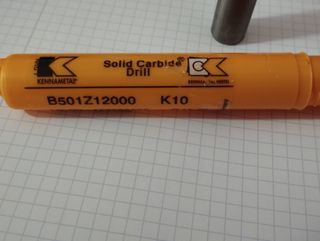 Solid Carbide®
Drill
KENNAMETAL®
B501Z12000 K10